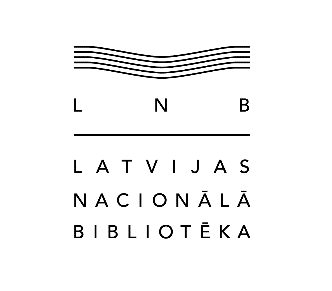 L N B
LATVIJAS
NACIONĀLĀ
BIBLIOTĒKA